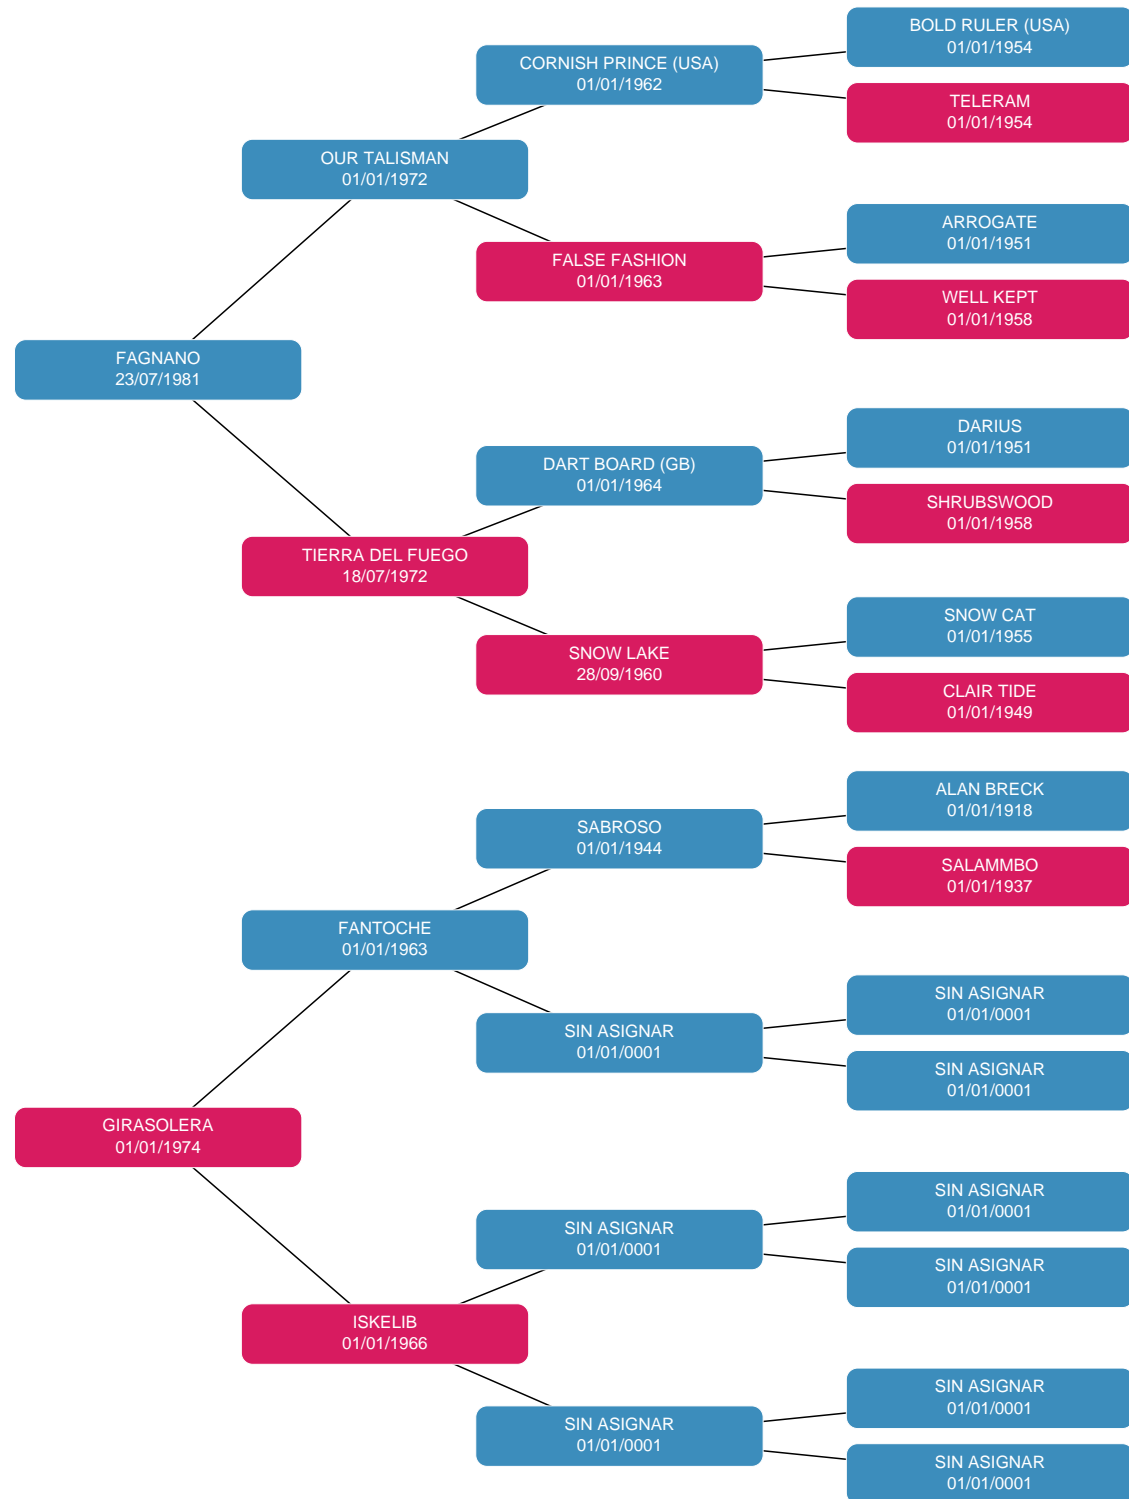 BOLD RULER (USA)
01/01/1954
CORNISH PRINCE (USA)
01/01/1962
TELERAM
01/01/1954
OUR TALISMAN
01/01/1972
ARROGATE
01/01/1951
FALSE FASHION
01/01/1963
WELL KEPT
01/01/1958
FAGNANO
23/07/1981
DARIUS
01/01/1951
DART BOARD (GB)
01/01/1964
SHRUBSWOOD
01/01/1958
TIERRA DEL FUEGO
18/07/1972
SNOW CAT
01/01/1955
SNOW LAKE
28/09/1960
CLAIR TIDE
01/01/1949
ALAN BRECK
01/01/1918
SABROSO
01/01/1944
SALAMMBO
01/01/1937
FANTOCHE
01/01/1963
SIN ASIGNAR
01/01/0001
SIN ASIGNAR
01/01/0001
SIN ASIGNAR
01/01/0001
GIRASOLERA
01/01/1974
SIN ASIGNAR
01/01/0001
SIN ASIGNAR
01/01/0001
SIN ASIGNAR
01/01/0001
ISKELIB
01/01/1966
SIN ASIGNAR
01/01/0001
SIN ASIGNAR
01/01/0001
SIN ASIGNAR
01/01/0001